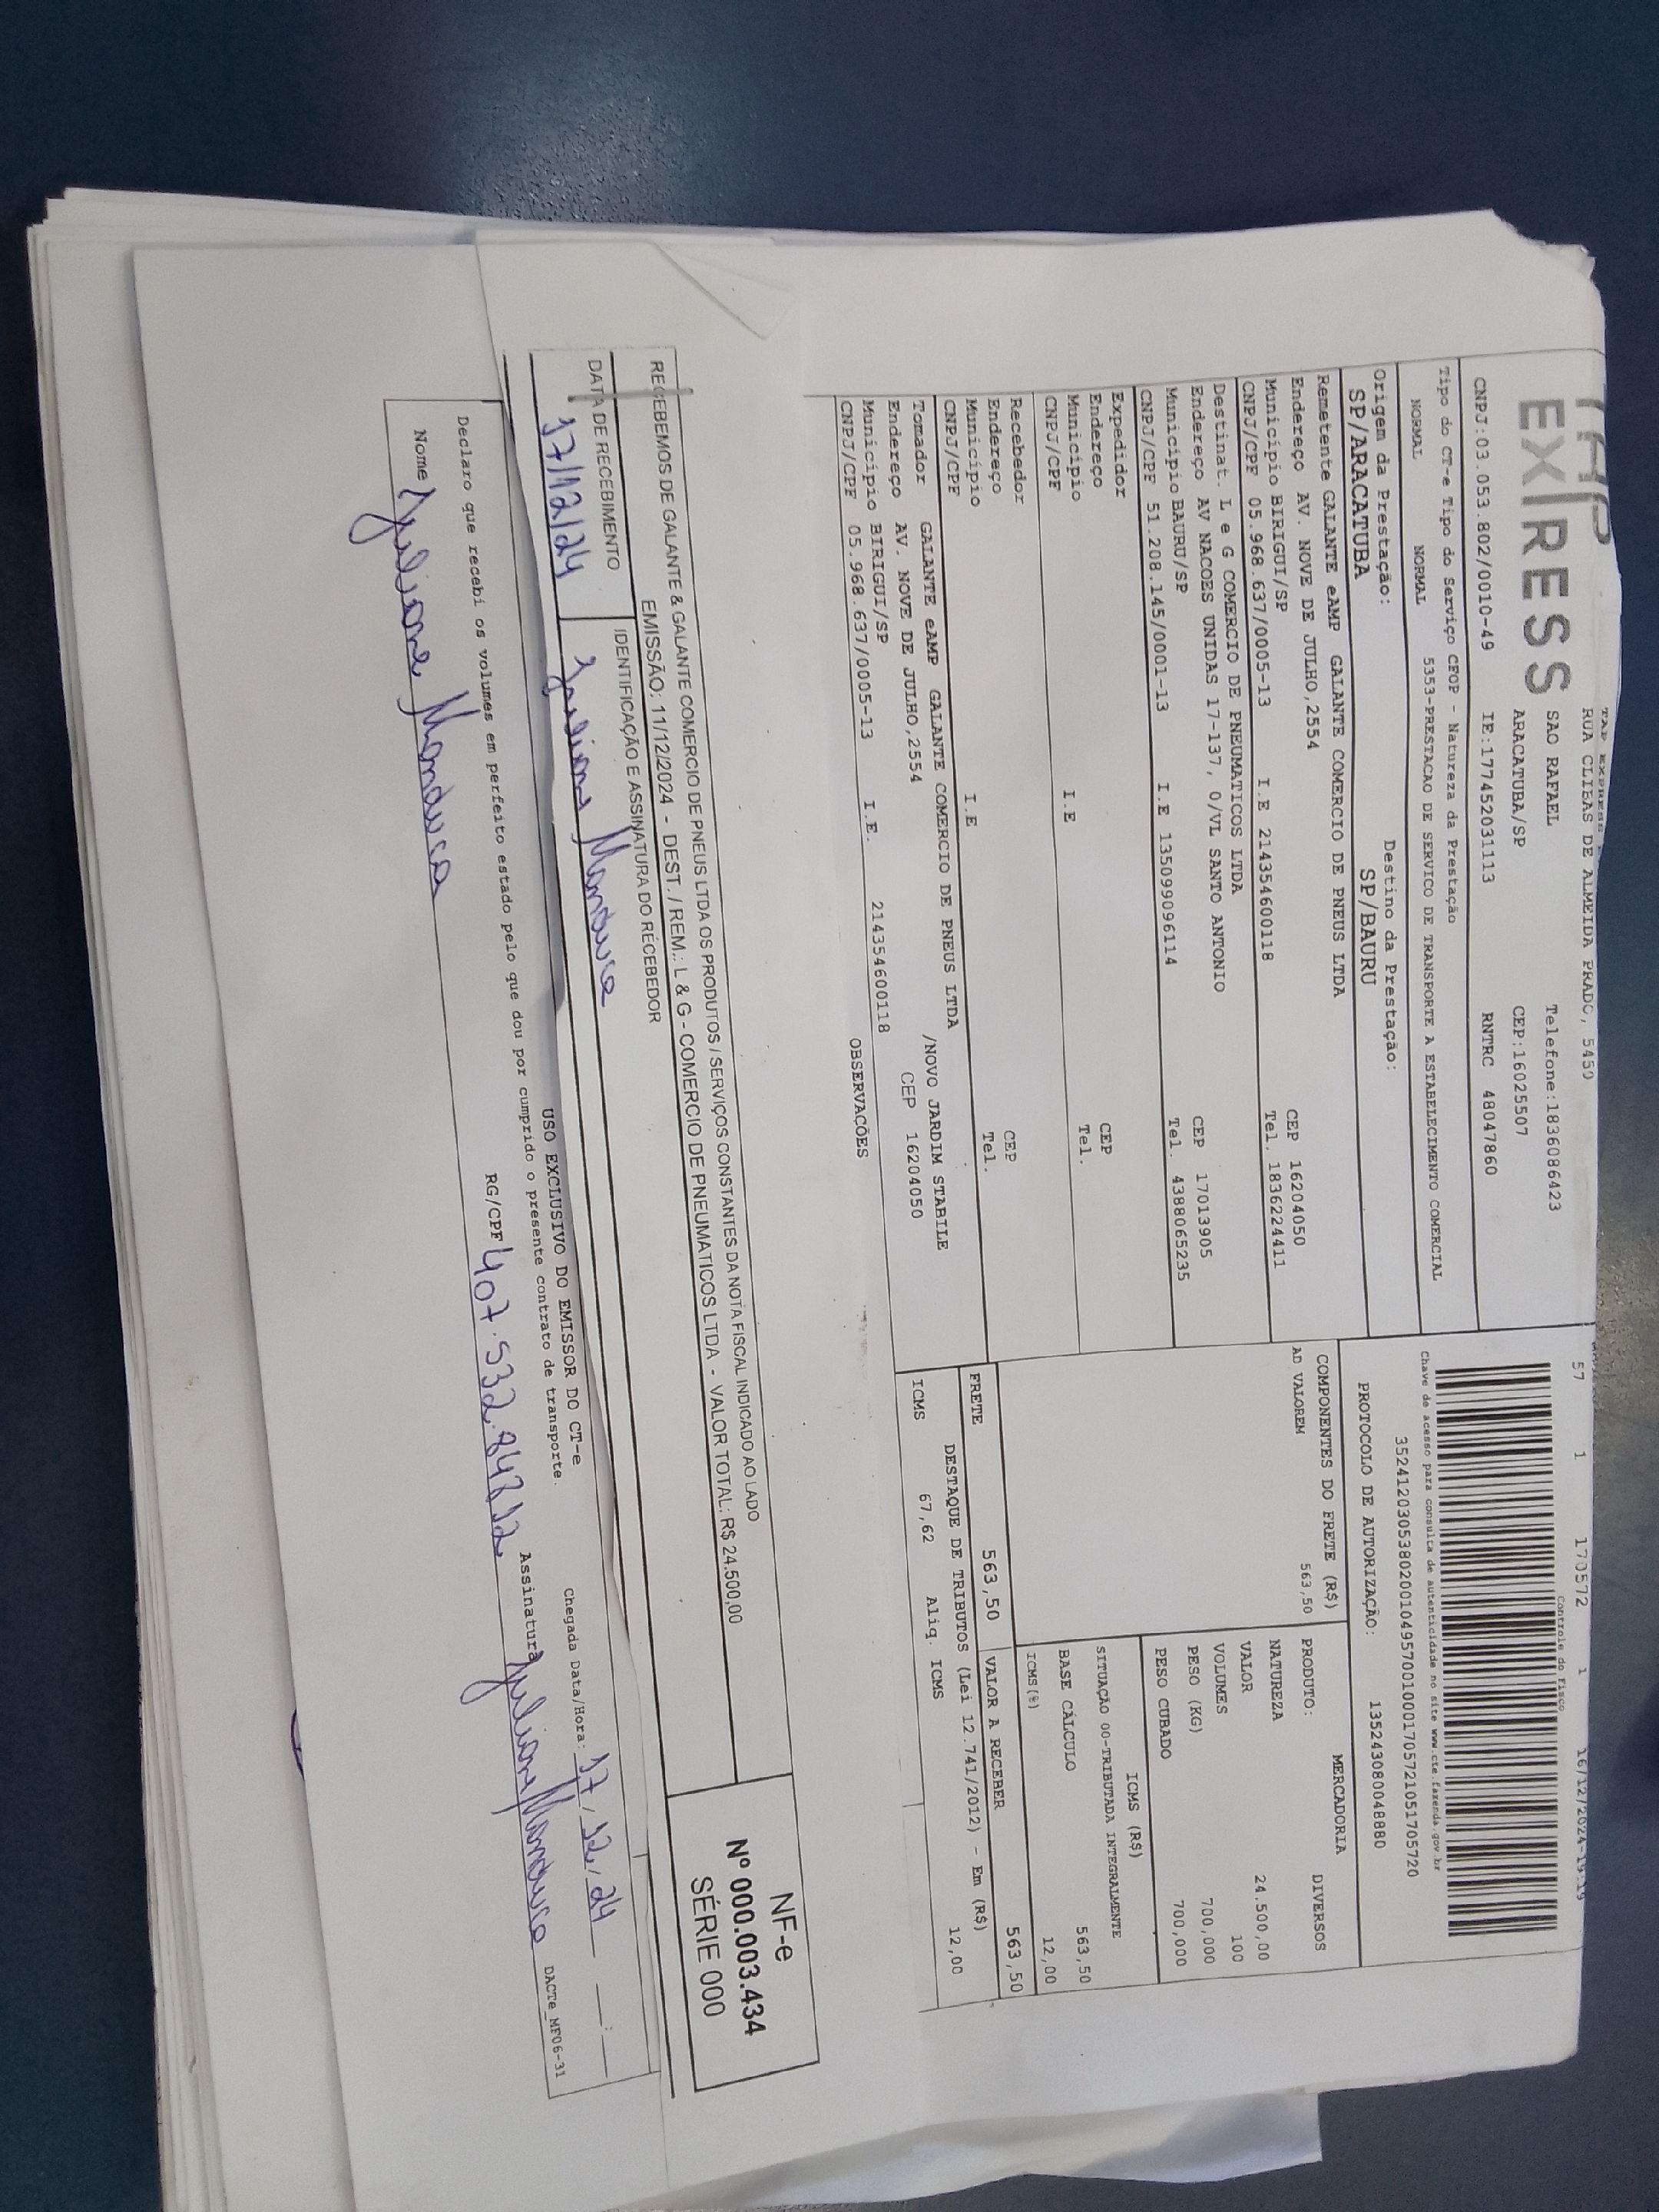 EXPRESS
RUA CLIBAS DE ALMEIDA PRADO, 5450
SAO RAFAEL Telefone:1836086423
ARACATUBA/SP CEP:16025507
CNPJ:03.053.802/0010-49 IE:177452031113 RNTRC 48047860
57 1 170572 1 16/12/2024-19:19
Controle do Fisco
Chave de acesso para consulta de autenticidade no site www.cte.fazenda.gov.br
35241203053802001049570010001705721051705720
PROTOCOLO DE AUTORIZAÇÃO: 135243080048880
Tipo do CT-e Tipo do Serviço CFOP - Natureza da Prestação
NORMAL NORMAL 5353-PRESTACAO DE SERVICO DE TRANSPORTE A ESTABELECIMENTO COMERCIAL
Origem da Prestação: Destino da Prestação:
SP/ARACATUBA SP/BAURU
Remetente GALANTE eAMP GALANTE COMERCIO DE PNEUS LTDA
Endereço AV. NOVE DE JULHO,2554 CEP 16204050
Município BIRIGUI/SP Tel. 1836224411
CNPJ/CPF 05.968.637/0005-13 I.E 214354600118
Destinat. L e G COMERCIO DE PNEUMATICOS LTDA
Endereço AV NACOES UNIDAS 17-137, 0/VL SANTO ANTONIO CEP 17013905
Município BAURU/SP Tel. 4388065235
CNPJ/CPF 51.208.145/0001-13 I.E 135099096114
Expedidor
Endereço CEP
Município Tel.
CNPJ/CPF I.E
Recebedor
Endereço CEP
Município Tel.
CNPJ/CPF I.E
Tomador GALANTE eAMP GALANTE COMERCIO DE PNEUS LTDA
Endereço AV. NOVE DE JULHO,2554 /NOVO JARDIM STABILE
Município BIRIGUI/SP CEP 16204050
CNPJ/CPF 05.968.637/0005-13 I.E. 214354600118
OBSERVAÇÕES
COMPONENTES DO FRETE (R$)
AD VALOREM 563,50
MERCADORIA
PRODUTO: DIVERSOS
NATUREZA
VALOR 24.500,00
VOLUMES 100
PESO (KG) 700,000
PESO CUBADO 700,000
ICMS (R$)
SITUAÇÃO 00-TRIBUTADA INTEGRALMENTE
BASE CÁLCULO 563,50
ICMS(%) 12,00
FRETE 563,50 VALOR A RECEBER 563,50
DESTAQUE DE TRIBUTOS (Lei 12.741/2012) - Em (R$)
ICMS 67,62 Aliq. ICMS 12,00
RECEBEMOS DE GALANTE & GALANTE COMERCIO DE PNEUS LTDA OS PRODUTOS / SERVIÇOS CONSTANTES DA NOTA FISCAL INDICADO AO LADO
EMISSÃO: 11/12/2024 - DEST. / REM.: L & G - COMERCIO DE PNEUMATICOS LTDA - VALOR TOTAL: R$ 24.500,00
DATA DE RECEBIMENTO IDENTIFICAÇÃO E ASSINATURA DO RECEBEDOR
17/12/24 Juliane Manduca
NF-e
Nº 000.003.434
SÉRIE 000
USO EXCLUSIVO DO EMISSOR DO CT-e
Chegada Data/Hora: 17/12/24 __:__
Declaro que recebi os volumes em perfeito estado pelo que dou por cumprido o presente contrato de transporte.
Nome Juliane Manduca RG/CPF 407.532.848 12 Assinatura Juliane Manduca
DACTe_MF06-31